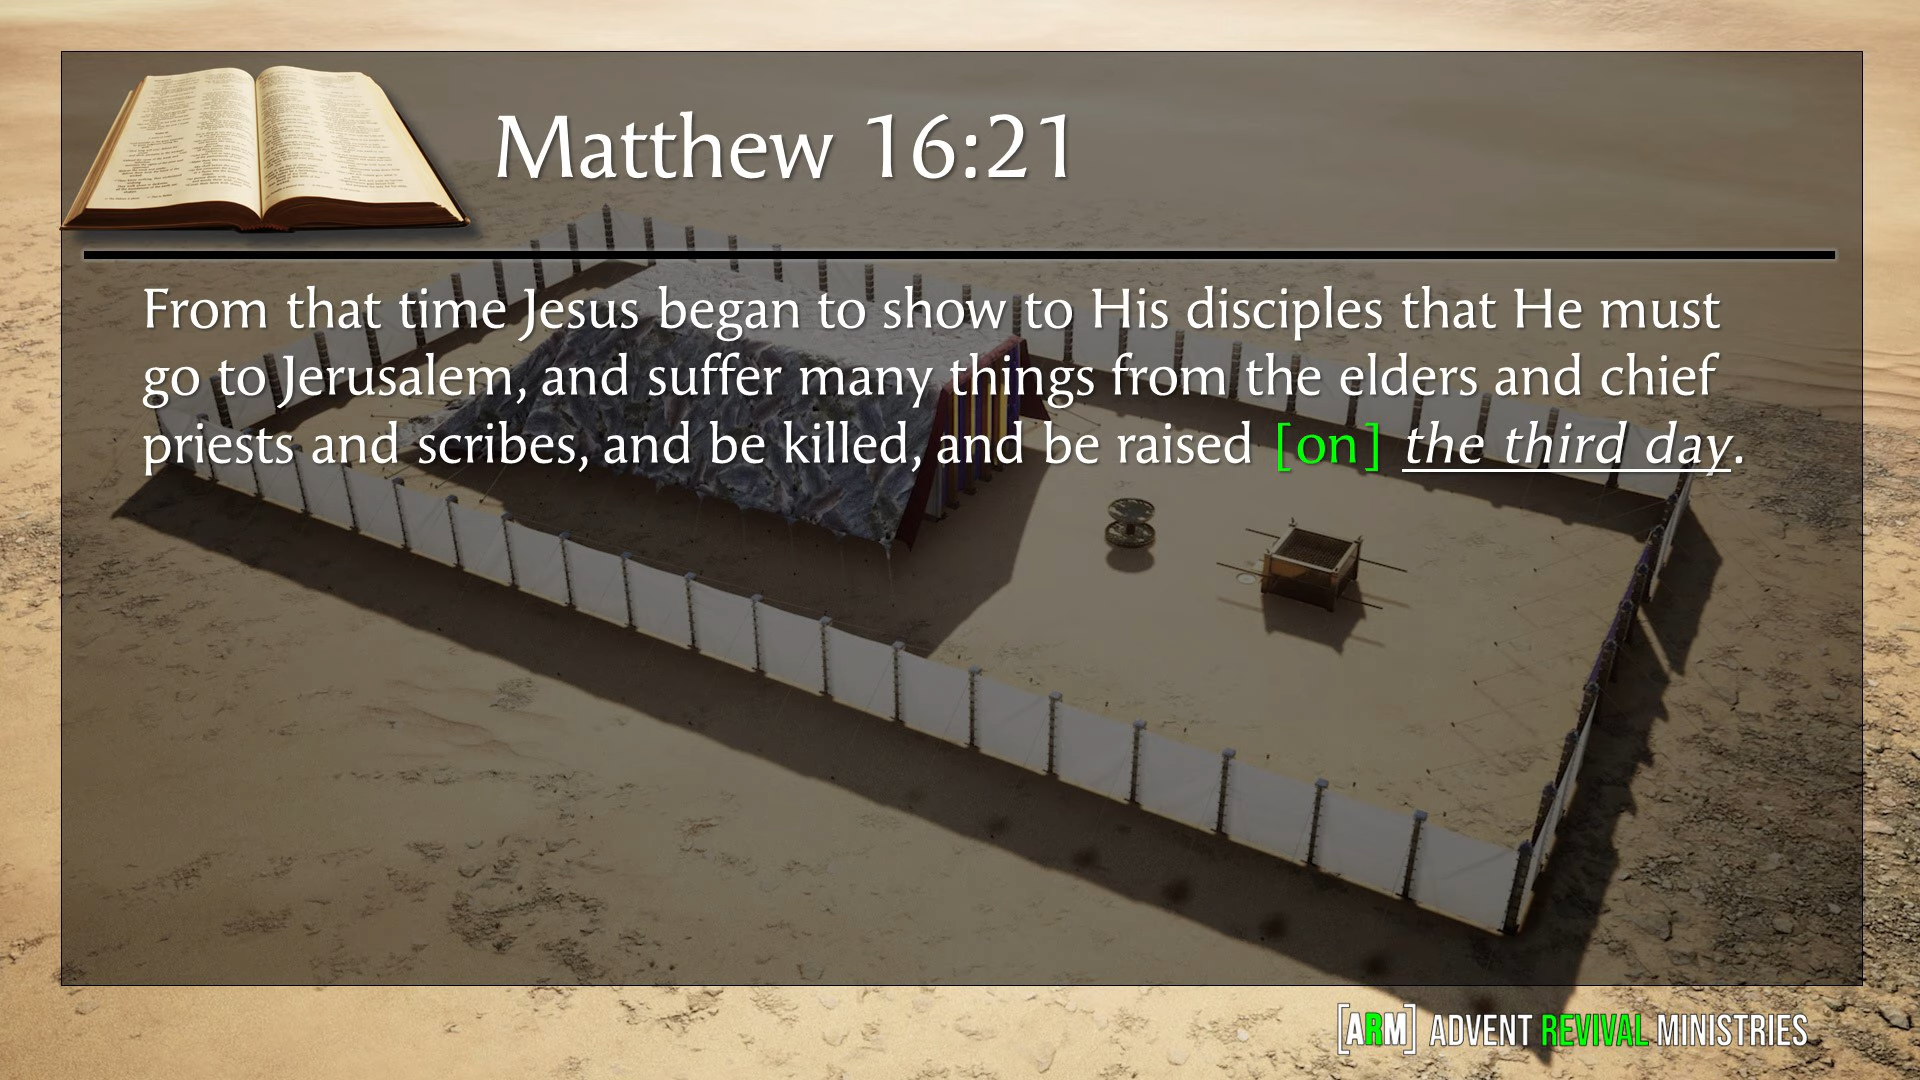 Matthew 16:21
From that time Jesus began to show to His disciples that He must
go to Jerusalem, and suffer many things from the elders and chief
priests and scribes, and be killed, and be raised [on] the third day.
[ARM] ADVENT REVIVAL MINISTRIES